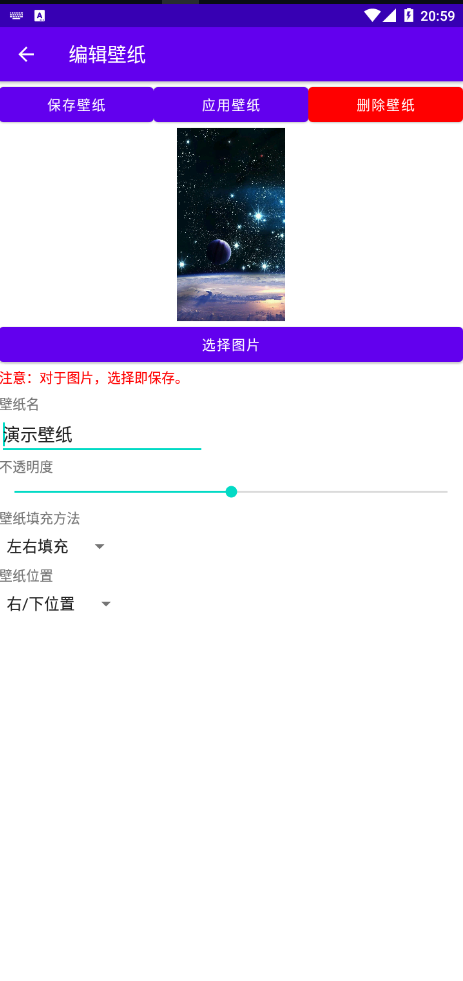 20:59
编辑壁纸
保存壁纸
应用壁纸
删除壁纸
选择图片
注意：对于图片，选择即保存。
壁纸名
演示壁纸
不透明度
壁纸填充方法
左右填充
壁纸位置
右/下位置